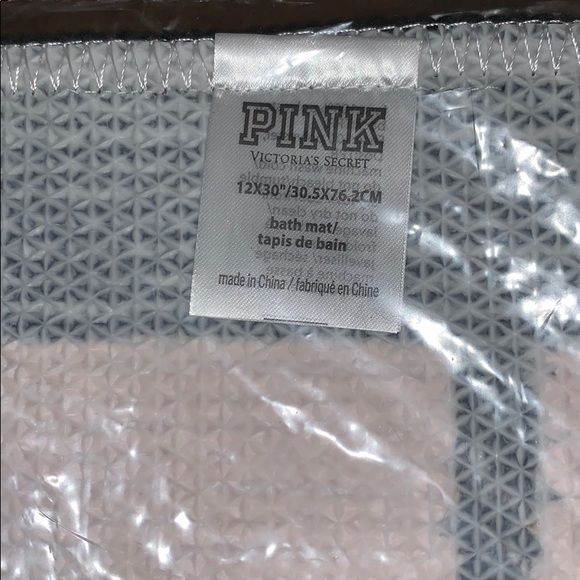 PINK
VICTORIA'S SECRET
12X30"/30.5X76.2CM
bath mat/
tapis de bain
made in China / fabriqué en Chine